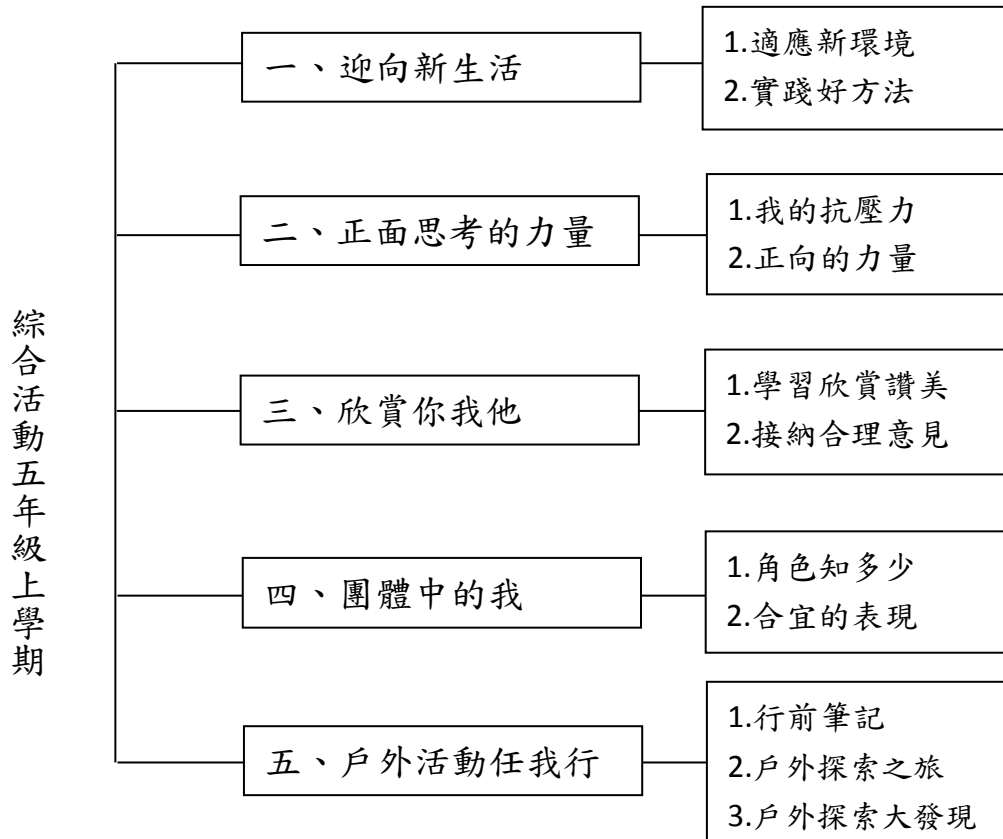 綜合活動五年級上學期
一、迎向新生活
1.適應新環境
2.實踐好方法
二、正面思考的力量
1.我的抗壓力
2.正向的力量
三、欣賞你我他
1.學習欣賞讚美
2.接納合理意見
四、團體中的我
1.角色知多少
2.合宜的表現
五、戶外活動任我行
1.行前筆記
2.戶外探索之旅
3.戶外探索大發現